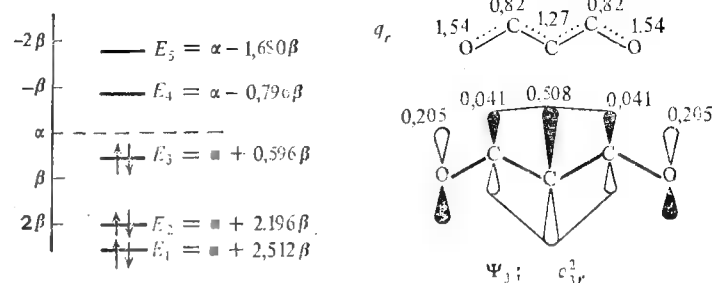 -2β
-β
α
β
2β
E₅ = α − 1,680β
E₄ = α − 0,796β
E₃ = ■ + 0,596β
E₂ = ■ + 2.196β
E₁ = ■ + 2,512β
qᵣ
0,82 0,82
1,54 1,27 1.54
O C C C O
0,041 0.508 0,041
0,205 0,205
C C
O C O
Ψ₃;